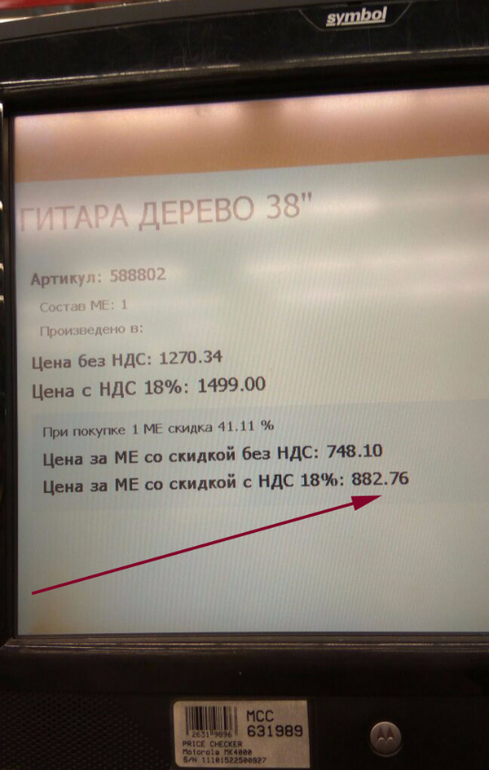 symbol
ГИТАРА ДЕРЕВО 38"
Артикул: 588802
Состав МЕ: 1
Произведено в:
Цена без НДС: 1270.34
Цена с НДС 18%: 1499.00
При покупке 1 МЕ скидка 41.11 %
Цена за МЕ со скидкой без НДС: 748.10
Цена за МЕ со скидкой с НДС 18%: 882.76
MCC
631989
PRICE CHECKER
Motorola MK4000
S/N 11101522500927